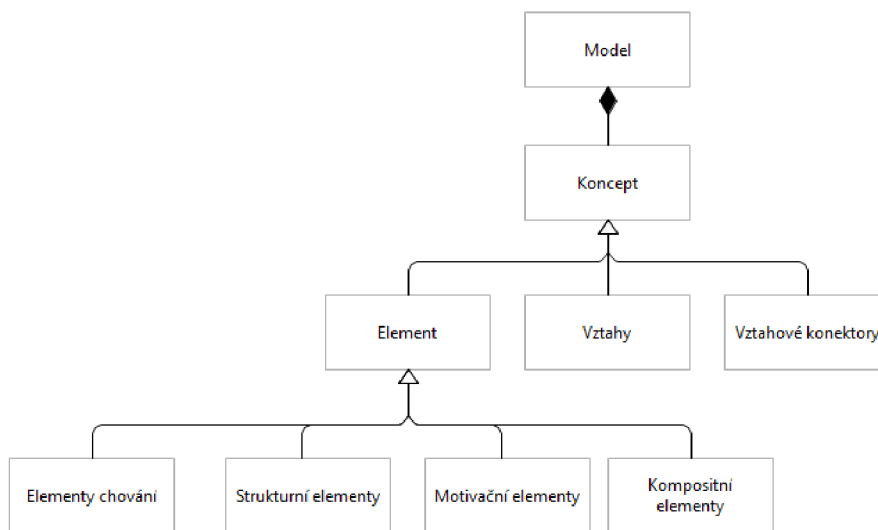 Model
Koncept
Element
Vztahy
Vztahové konektory
Elementy chování
Strukturní elementy
Motivační elementy
Kompositní
elementy